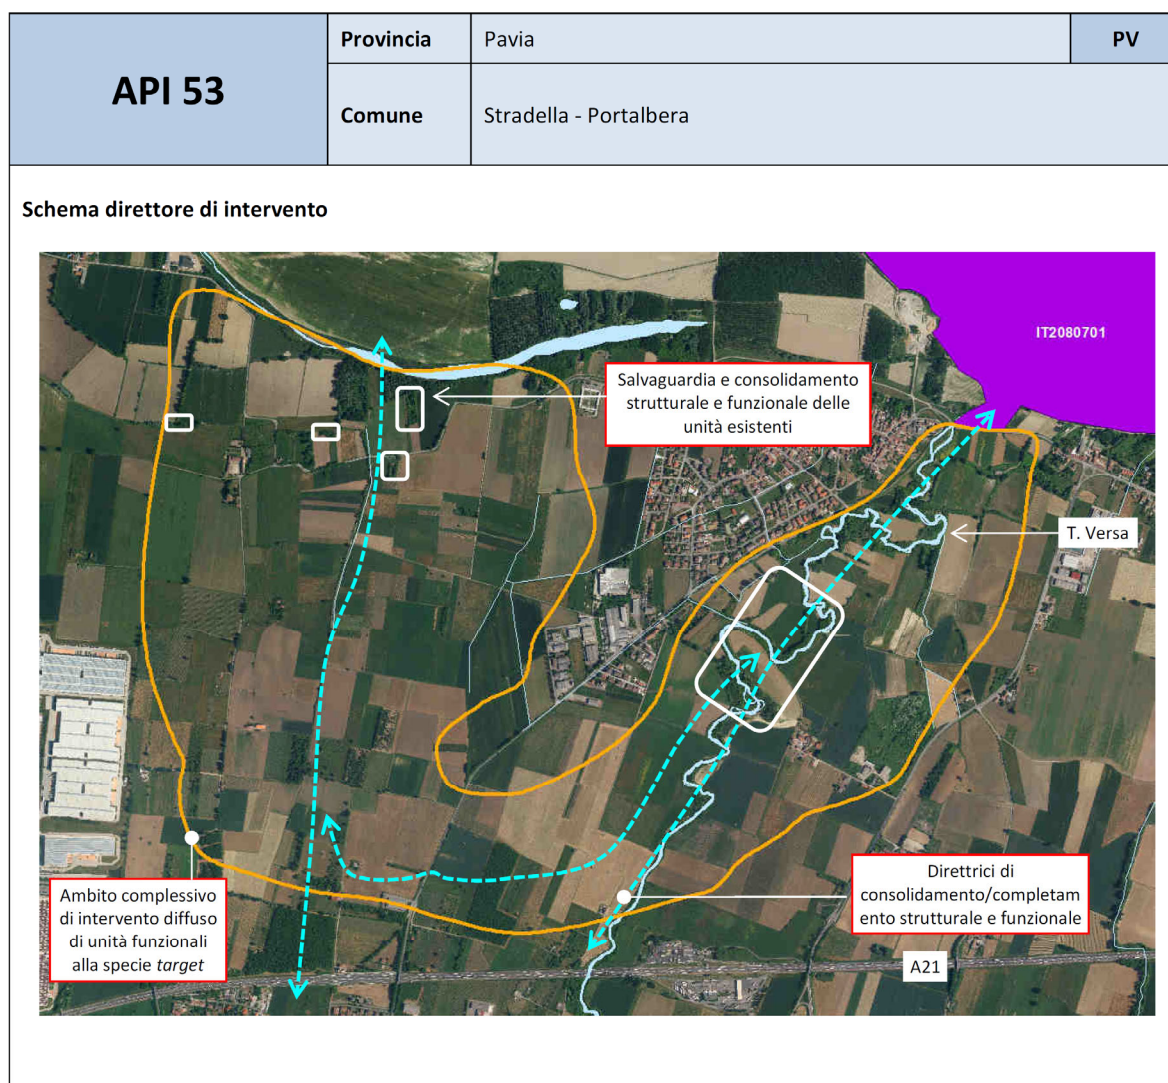 API 53
Provincia
Pavia
PV
Comune
Stradella - Portalbera
Schema direttore di intervento
IT2080701
Salvaguardia e consolidamento
strutturale e funzionale delle
unità esistenti
T. Versa
Ambito complessivo
di intervento diffuso
di unità funzionali
alla specie target
Direttrici di
consolidamento/completam
ento strutturale e funzionale
A21